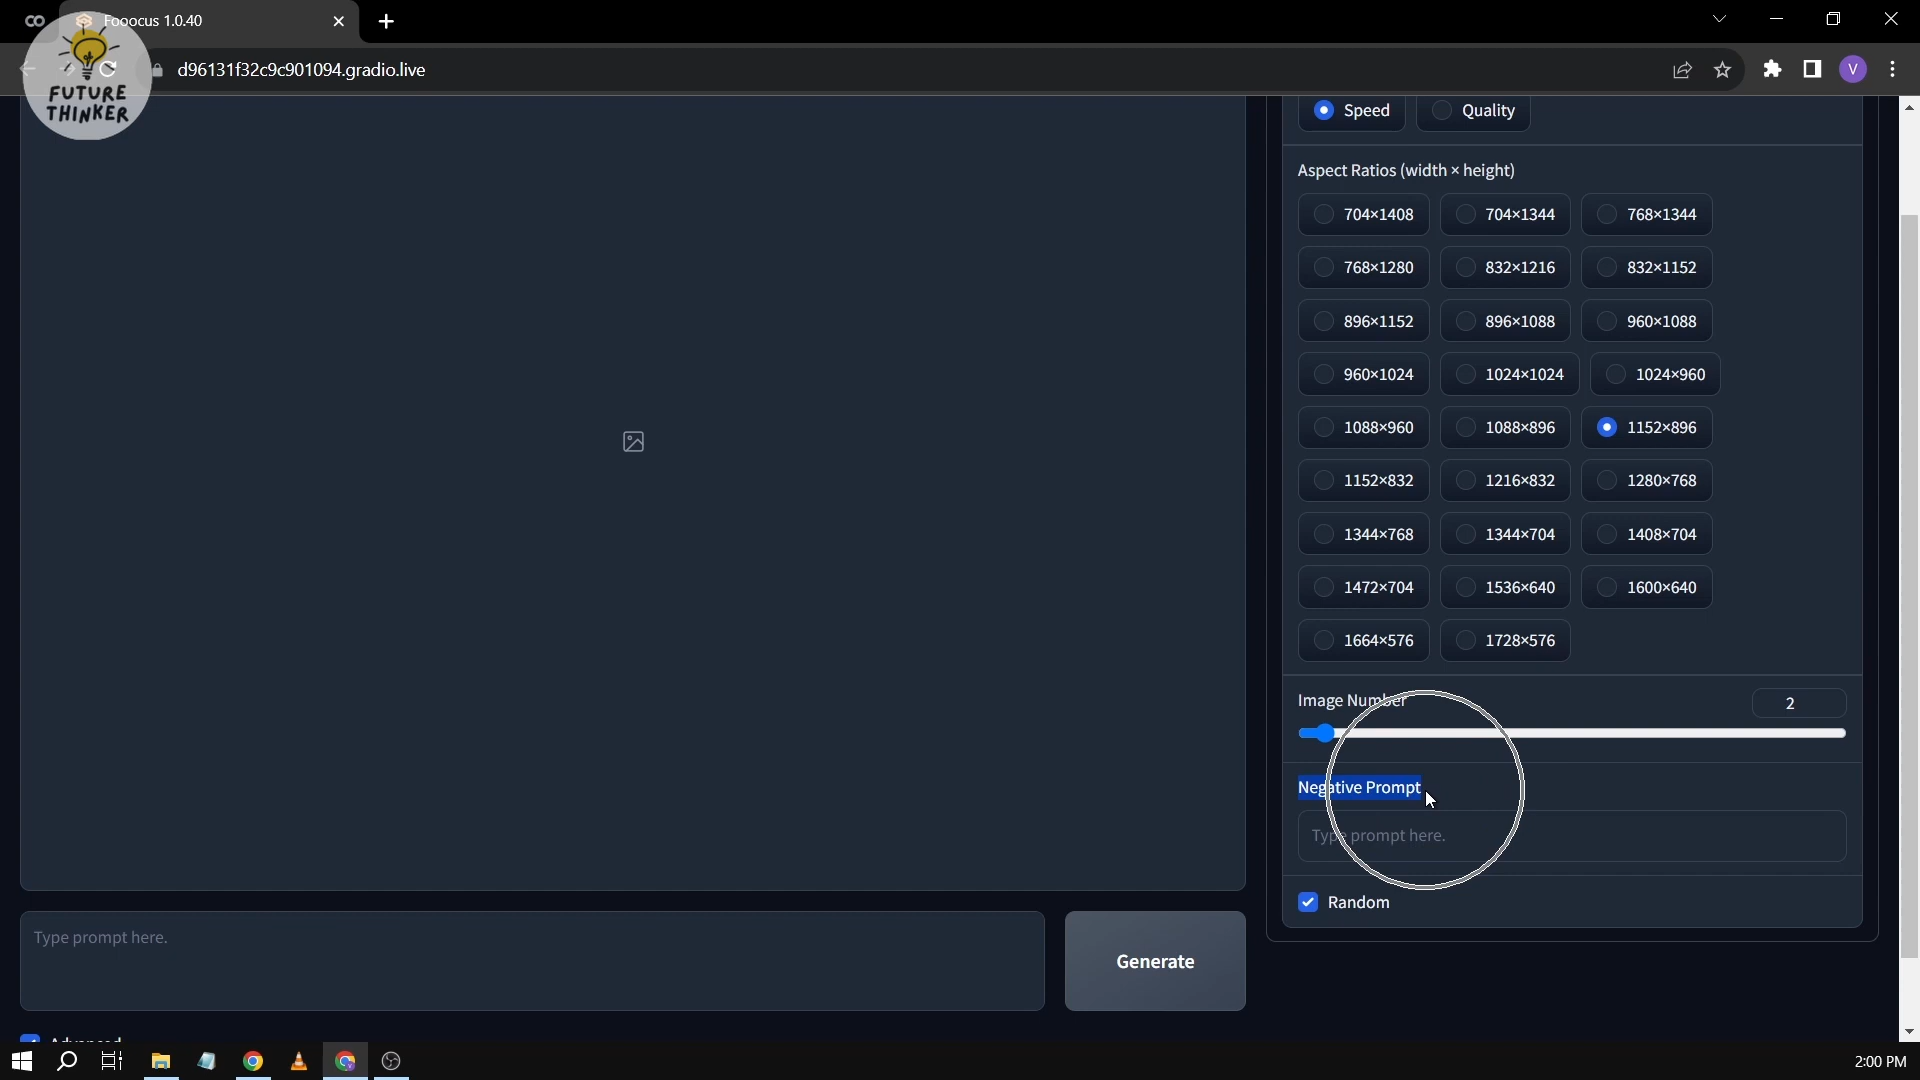 Fooocus 1.0.40
d96131f32c9c901094.gradio.live
V
FUTURE
THINKER
Speed
Quality
Aspect Ratios (width × height)
704×1408
704×1344
768×1344
768×1280
832×1216
832×1152
896×1152
896×1088
960×1088
960×1024
1024×1024
1024×960
1088×960
1088×896
1152×896
1152×832
1216×832
1280×768
1344×768
1344×704
1408×704
1472×704
1536×640
1600×640
1664×576
1728×576
Image Number
2
Negative Prompt
Type prompt here.
Random
Type prompt here.
Generate
Advanced
2:00 PM